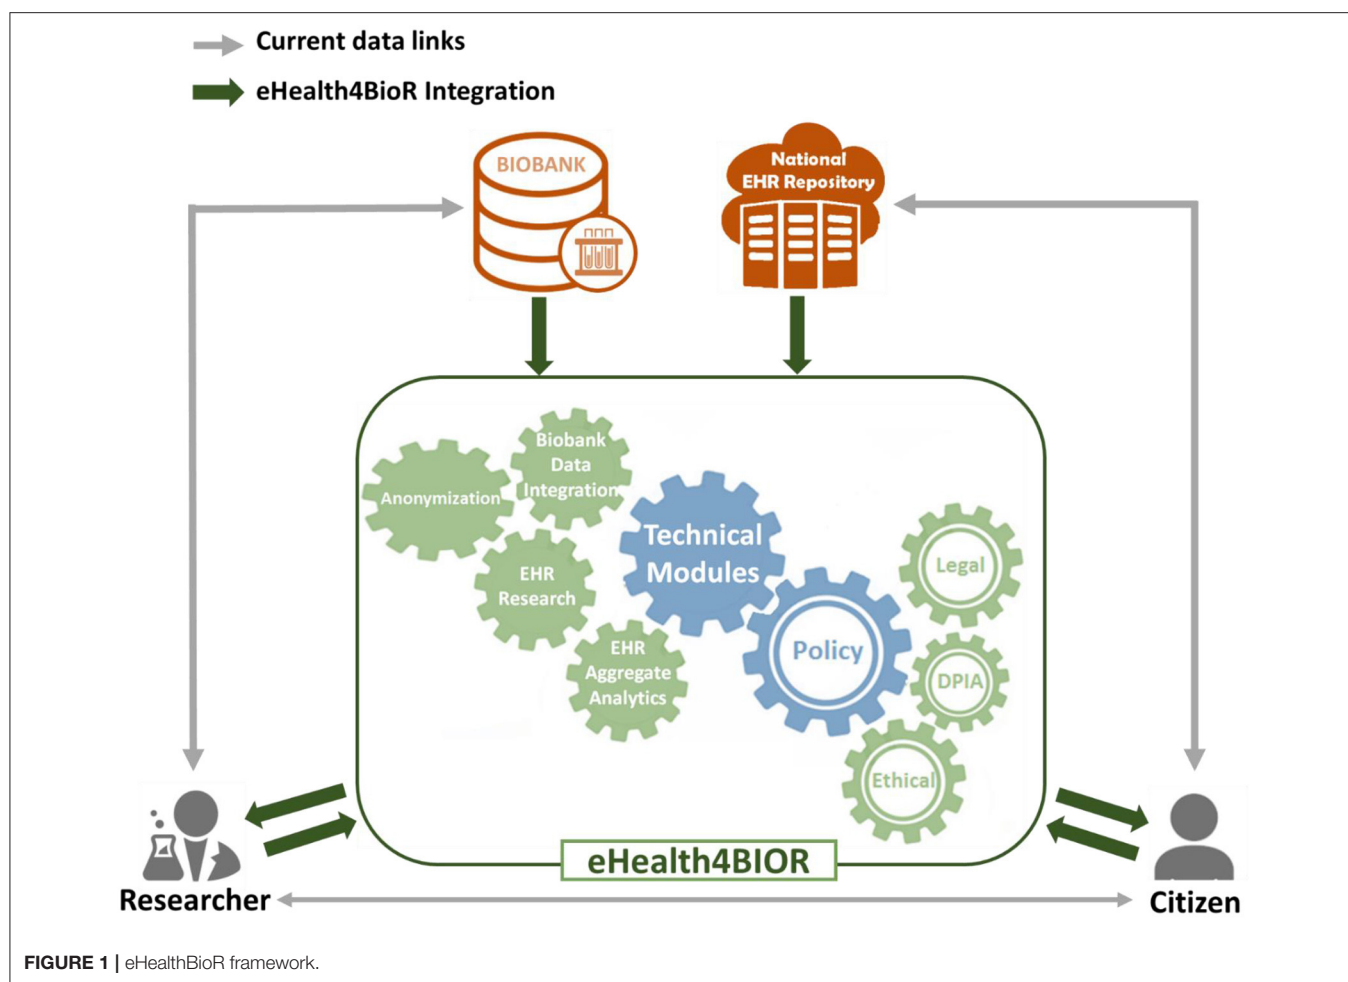 Current data links
eHealth4BioR Integration
BIOBANK
National
EHR Repository
Biobank
Data
Integration
Anonymization
Technical
Modules
EHR
Research
EHR
Aggregate
Analytics
Policy
Legal
DPIA
Ethical
eHealth4BIOR
Researcher
Citizen
FIGURE 1 | eHealthBioR framework.